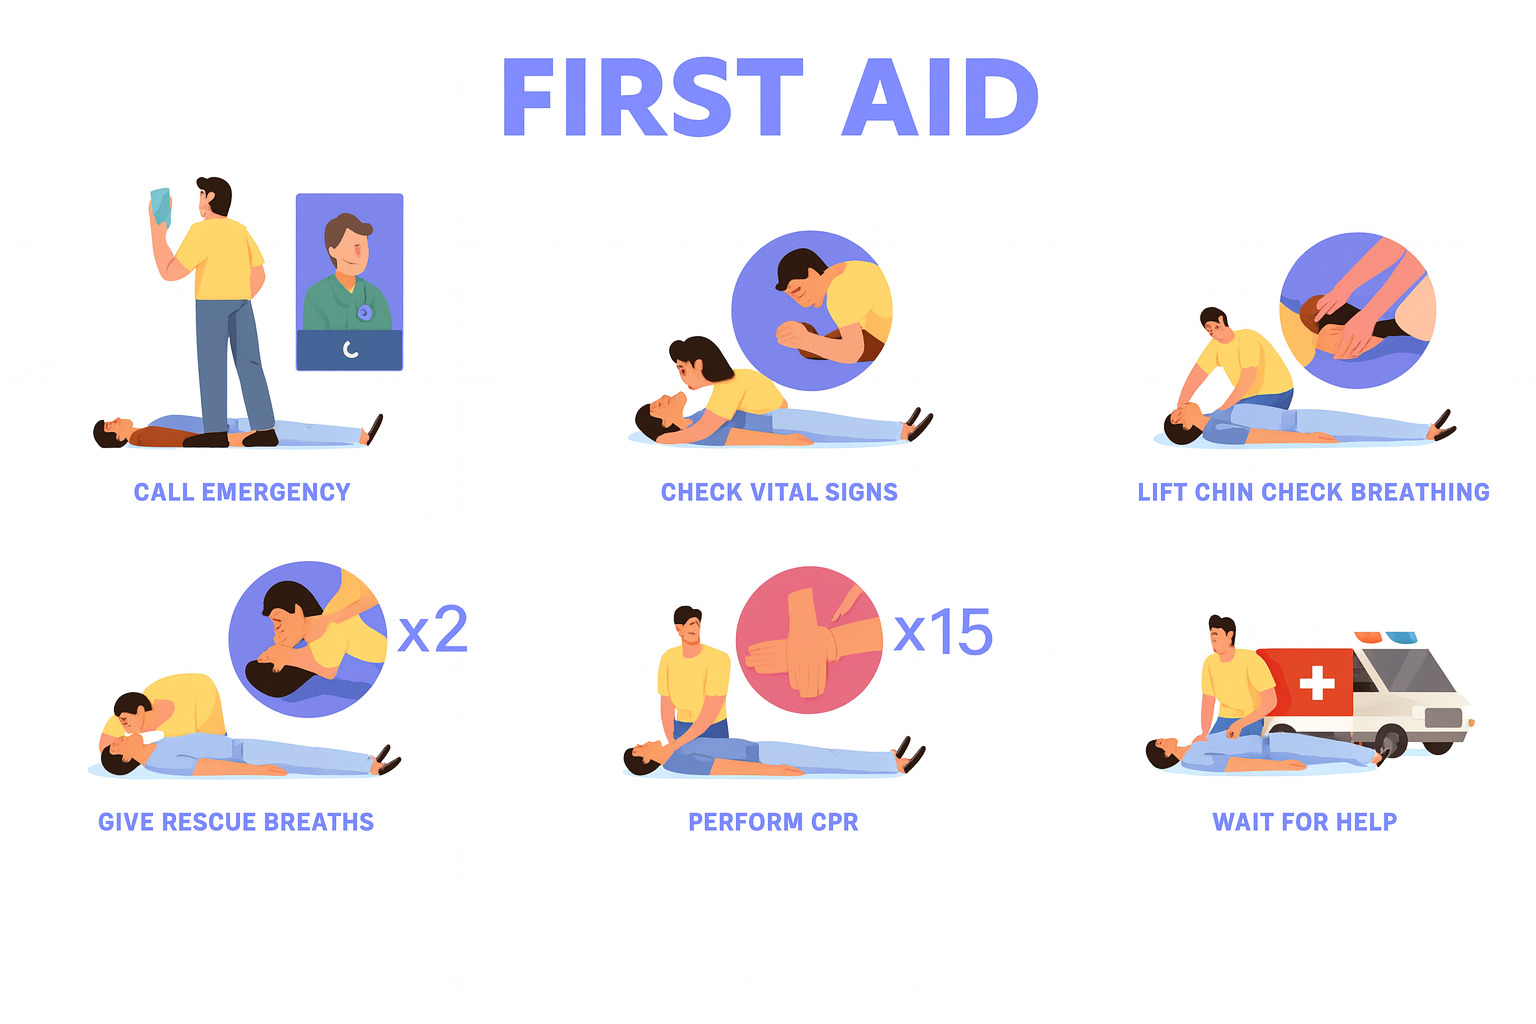 FIRST AID
CALL EMERGENCY
CHECK VITAL SIGNS
LIFT CHIN CHECK BREATHING
x2
GIVE RESCUE BREATHS
x15
PERFORM CPR
WAIT FOR HELP